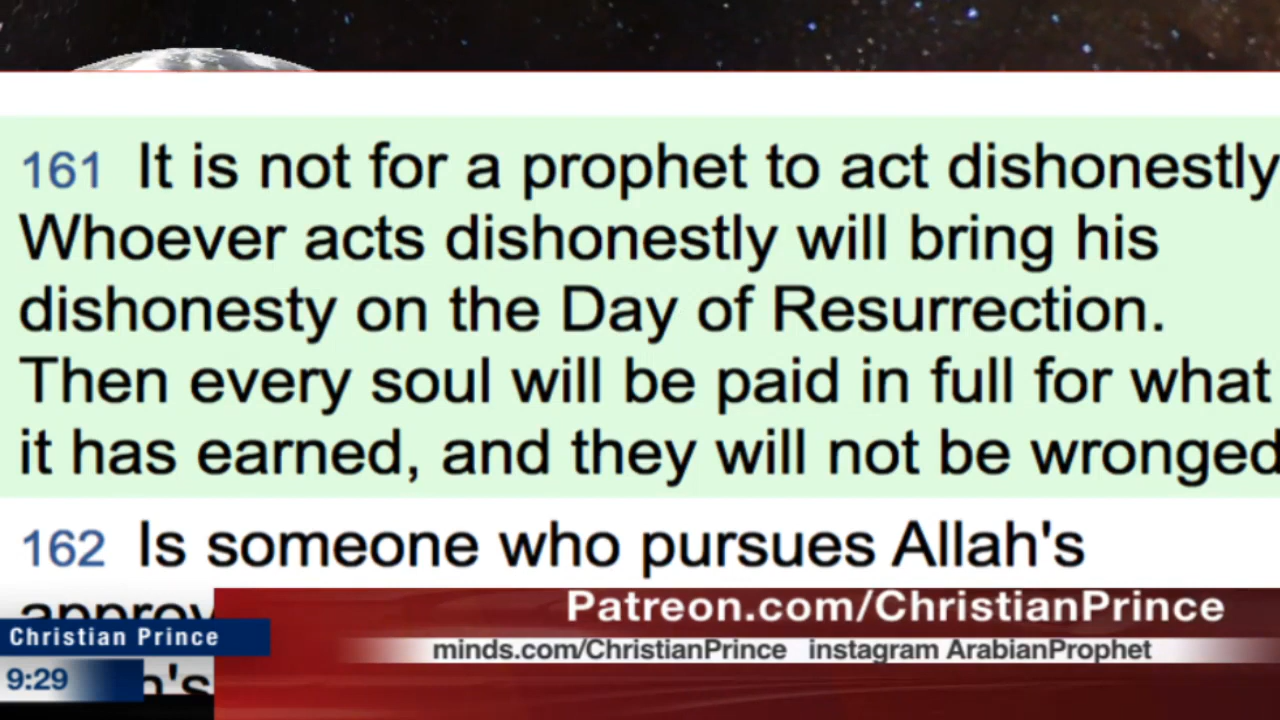 161 It is not for a prophet to act dishonestly
Whoever acts dishonestly will bring his
dishonesty on the Day of Resurrection.
Then every soul will be paid in full for what
it has earned, and they will not be wronged
162 Is someone who pursues Allah's
Patreon.com/ChristianPrince
Christian Prince
minds.com/ChristianPrince instagram ArabianProphet
9:29